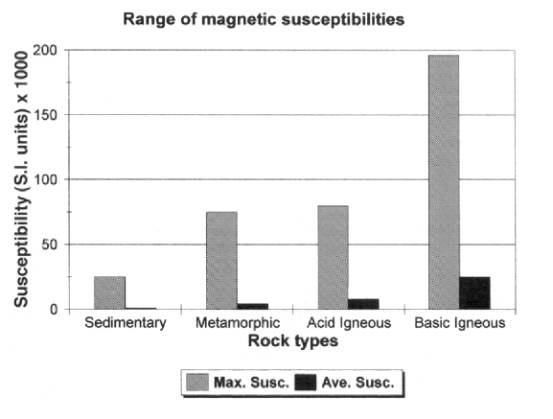 Range of magnetic susceptibilities
Susceptibility (S.I. units) x 1000
200
150
100
50
0
Sedimentary Metamorphic Acid Igneous Basic Igneous
Rock types
Max. Susc. Ave. Susc.